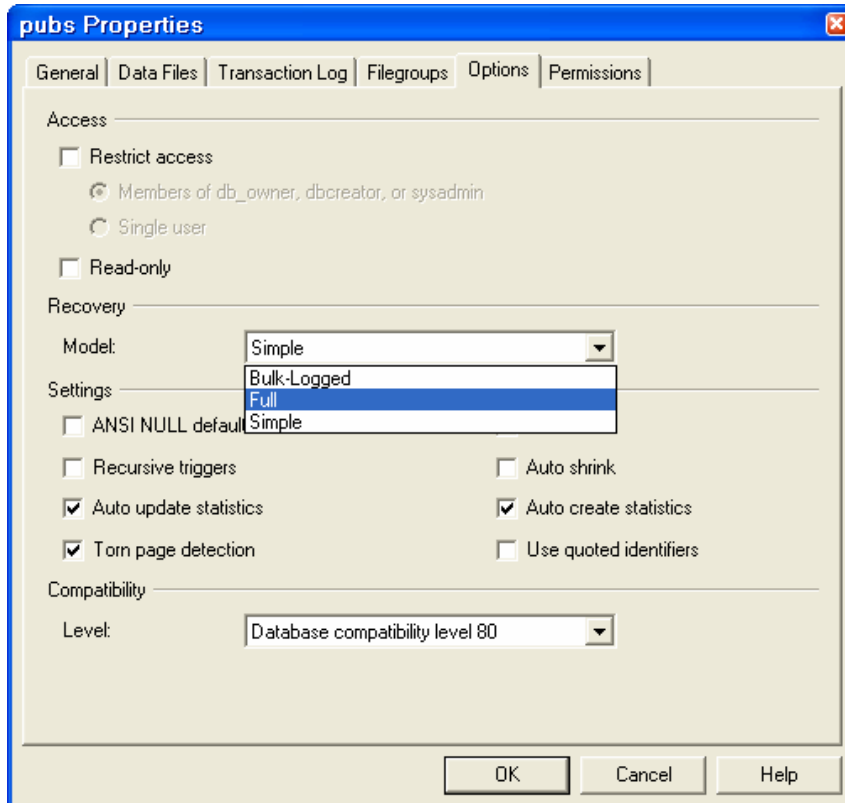 pubs Properties
General Data Files Transaction Log Filegroups Options Permissions
Access
Restrict access
Members of db_owner, dbcreator, or sysadmin
Single user
Read-only
Recovery
Model: Simple
Bulk-Logged
Settings
Full
ANSI NULL default Simple
Recursive triggers Auto shrink
Auto update statistics Auto create statistics
Torn page detection Use quoted identifiers
Compatibility
Level: Database compatibility level 80
OK Cancel Help